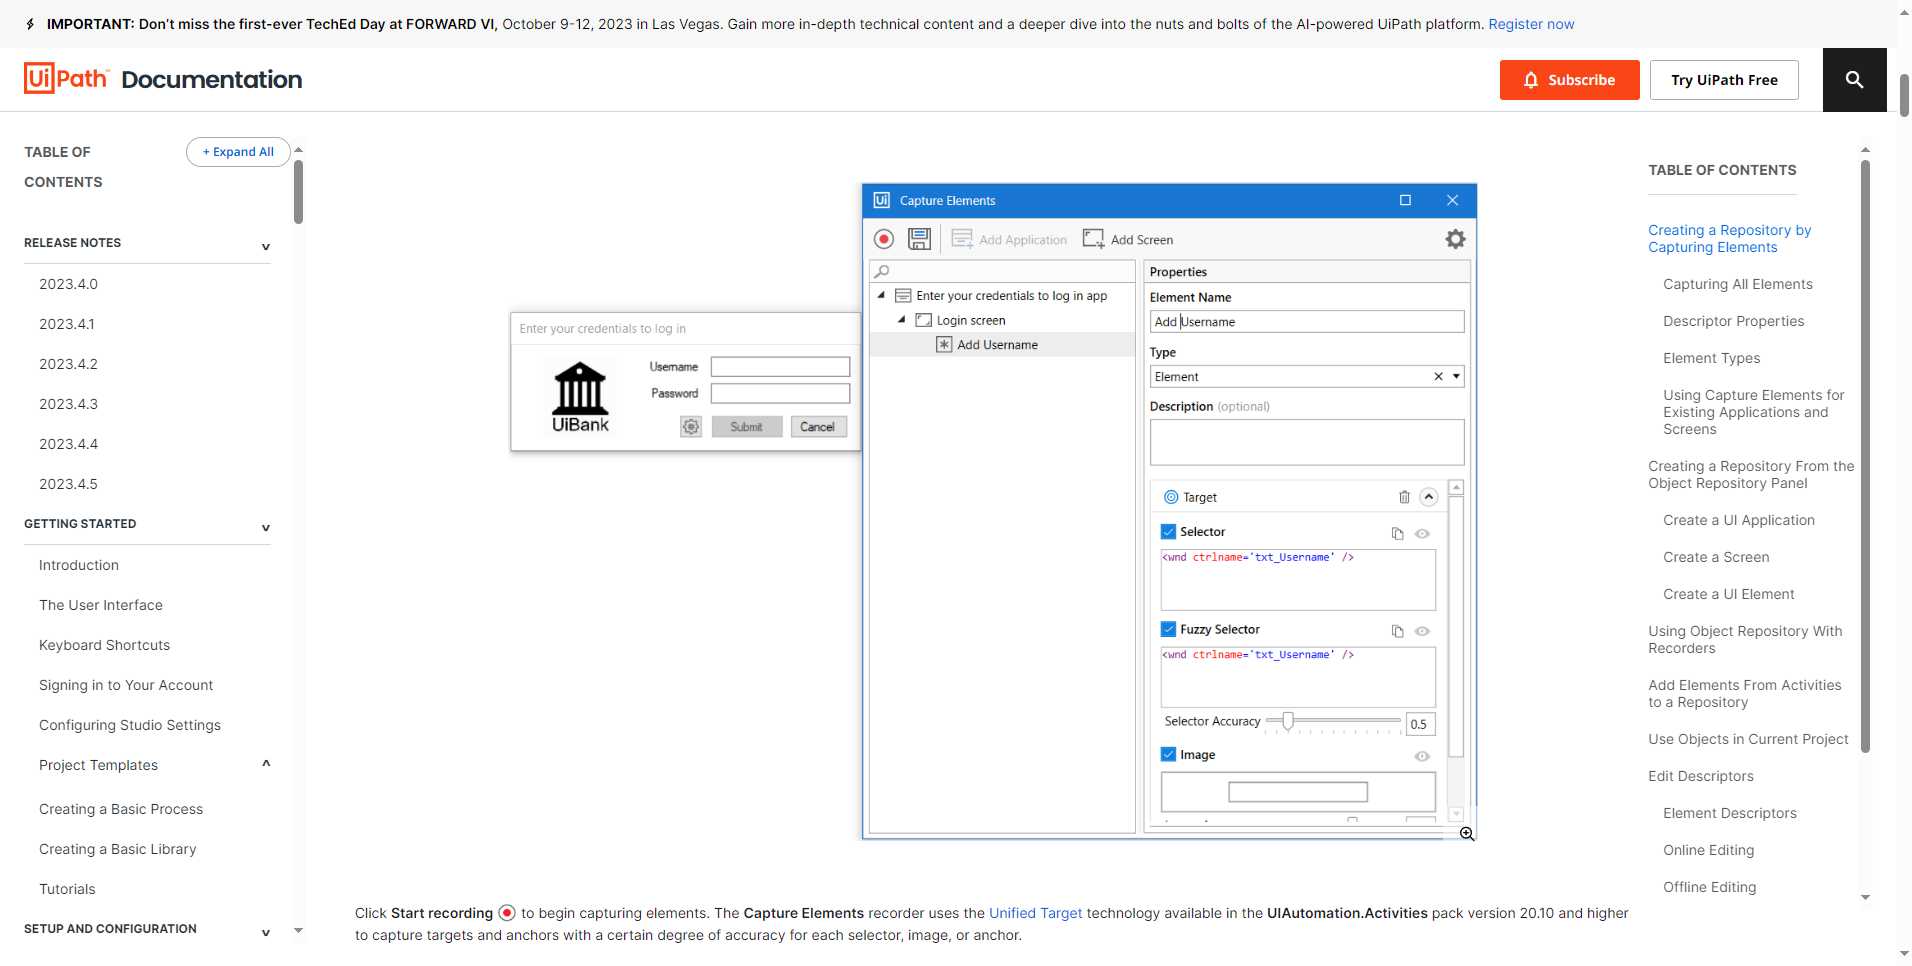 IMPORTANT: Don't miss the first-ever TechEd Day at FORWARD VI, October 9-12, 2023 in Las Vegas. Gain more in-depth technical content and a deeper dive into the nuts and bolts of the AI-powered UiPath platform. Register now
UiPath™ Documentation
Subscribe
Try UiPath Free
TABLE OF
CONTENTS
+ Expand All
RELEASE NOTES
2023.4.0
2023.4.1
2023.4.2
2023.4.3
2023.4.4
2023.4.5
GETTING STARTED
Introduction
The User Interface
Keyboard Shortcuts
Signing in to Your Account
Configuring Studio Settings
Project Templates
Creating a Basic Process
Creating a Basic Library
Tutorials
SETUP AND CONFIGURATION
Enter your credentials to log in
UiBank
Username
Password
Submit
Cancel
Ui Capture Elements
Add Application
Add Screen
Enter your credentials to log in app
Login screen
Add Username
Properties
Element Name
Add Username
Type
Element
Description (optional)
Target
Selector
<wnd ctrlname='txt_Username' />
Fuzzy Selector
<wnd ctrlname='txt_Username' />
Selector Accuracy
0.5
Image
Click Start recording to begin capturing elements. The Capture Elements recorder uses the Unified Target technology available in the UIAutomation.Activities pack version 20.10 and higher
to capture targets and anchors with a certain degree of accuracy for each selector, image, or anchor.
TABLE OF CONTENTS
Creating a Repository by
Capturing Elements
Capturing All Elements
Descriptor Properties
Element Types
Using Capture Elements for
Existing Applications and
Screens
Creating a Repository From the
Object Repository Panel
Create a UI Application
Create a Screen
Create a UI Element
Using Object Repository With
Recorders
Add Elements From Activities
to a Repository
Use Objects in Current Project
Edit Descriptors
Element Descriptors
Online Editing
Offline Editing